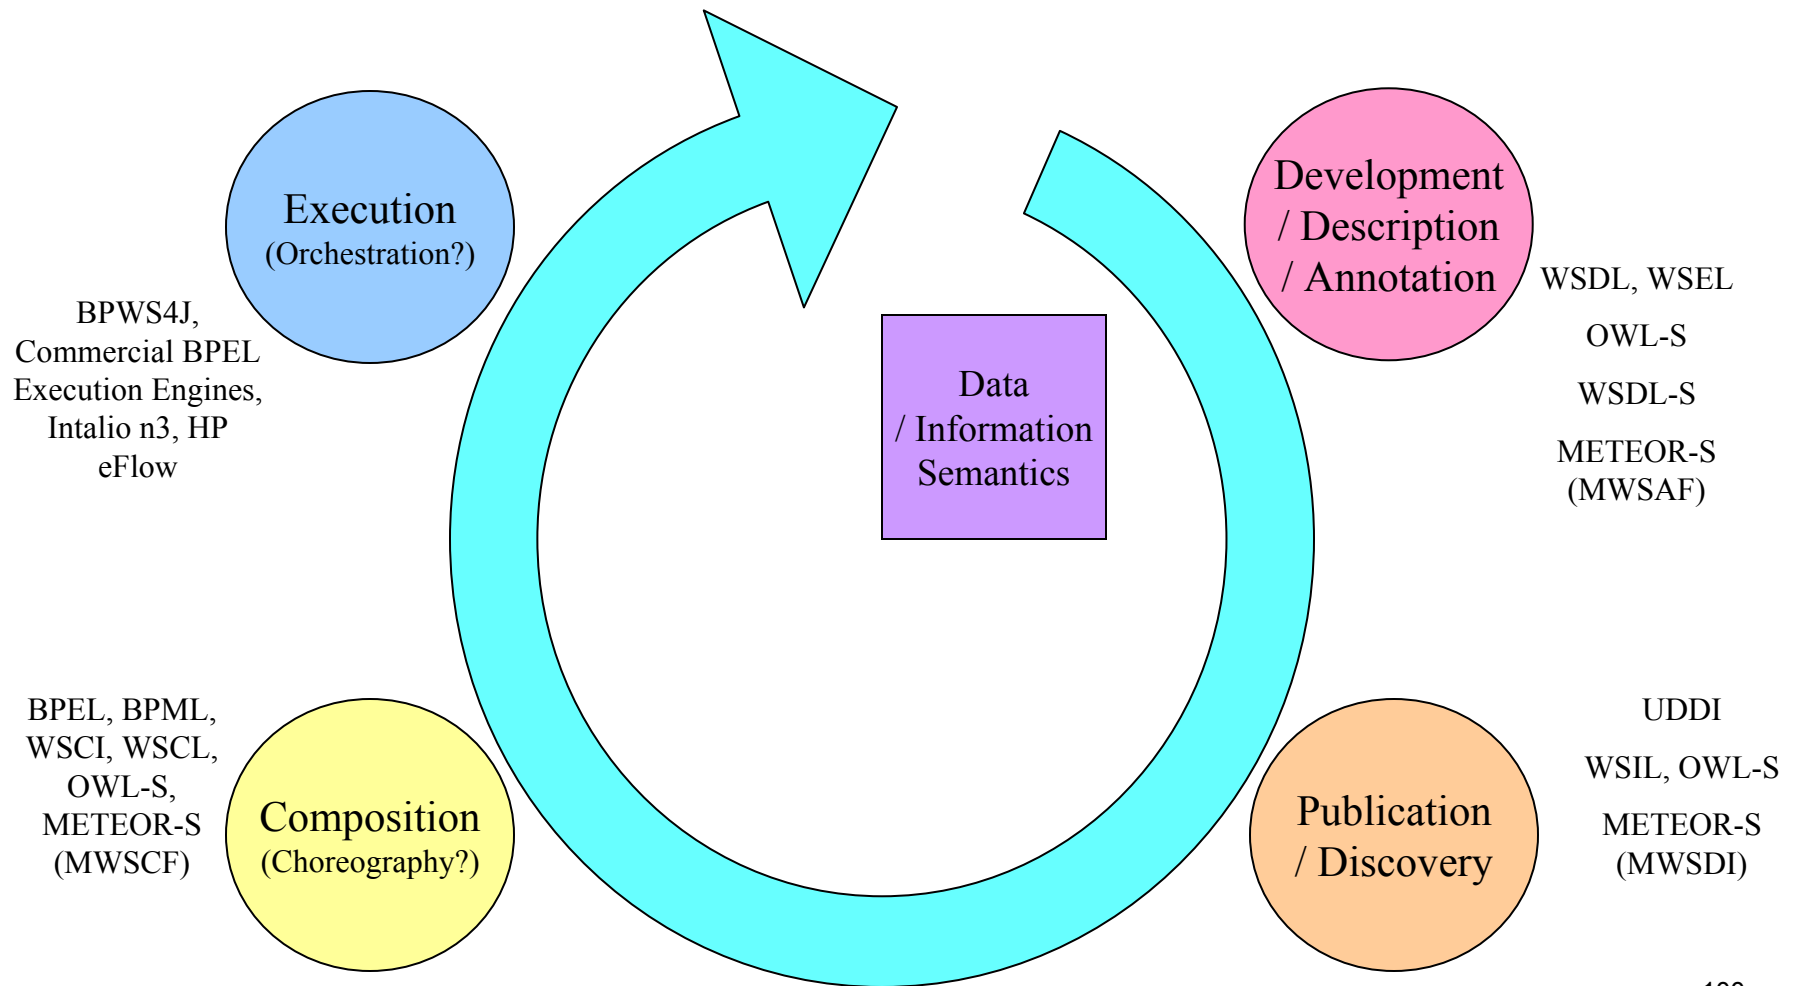 Execution
(Orchestration?)
Development
/ Description
/ Annotation
BPWS4J,
Commercial BPEL
Execution Engines,
Intalio n3, HP
eFlow
Data
/ Information
Semantics
WSDL, WSEL
OWL-S
WSDL-S
METEOR-S
(MWSAF)
BPEL, BPML,
WSCI, WSCL,
OWL-S,
METEOR-S
(MWSCF)
Composition
(Choreography?)
Publication
/ Discovery
UDDI
WSIL, OWL-S
METEOR-S
(MWSDI)